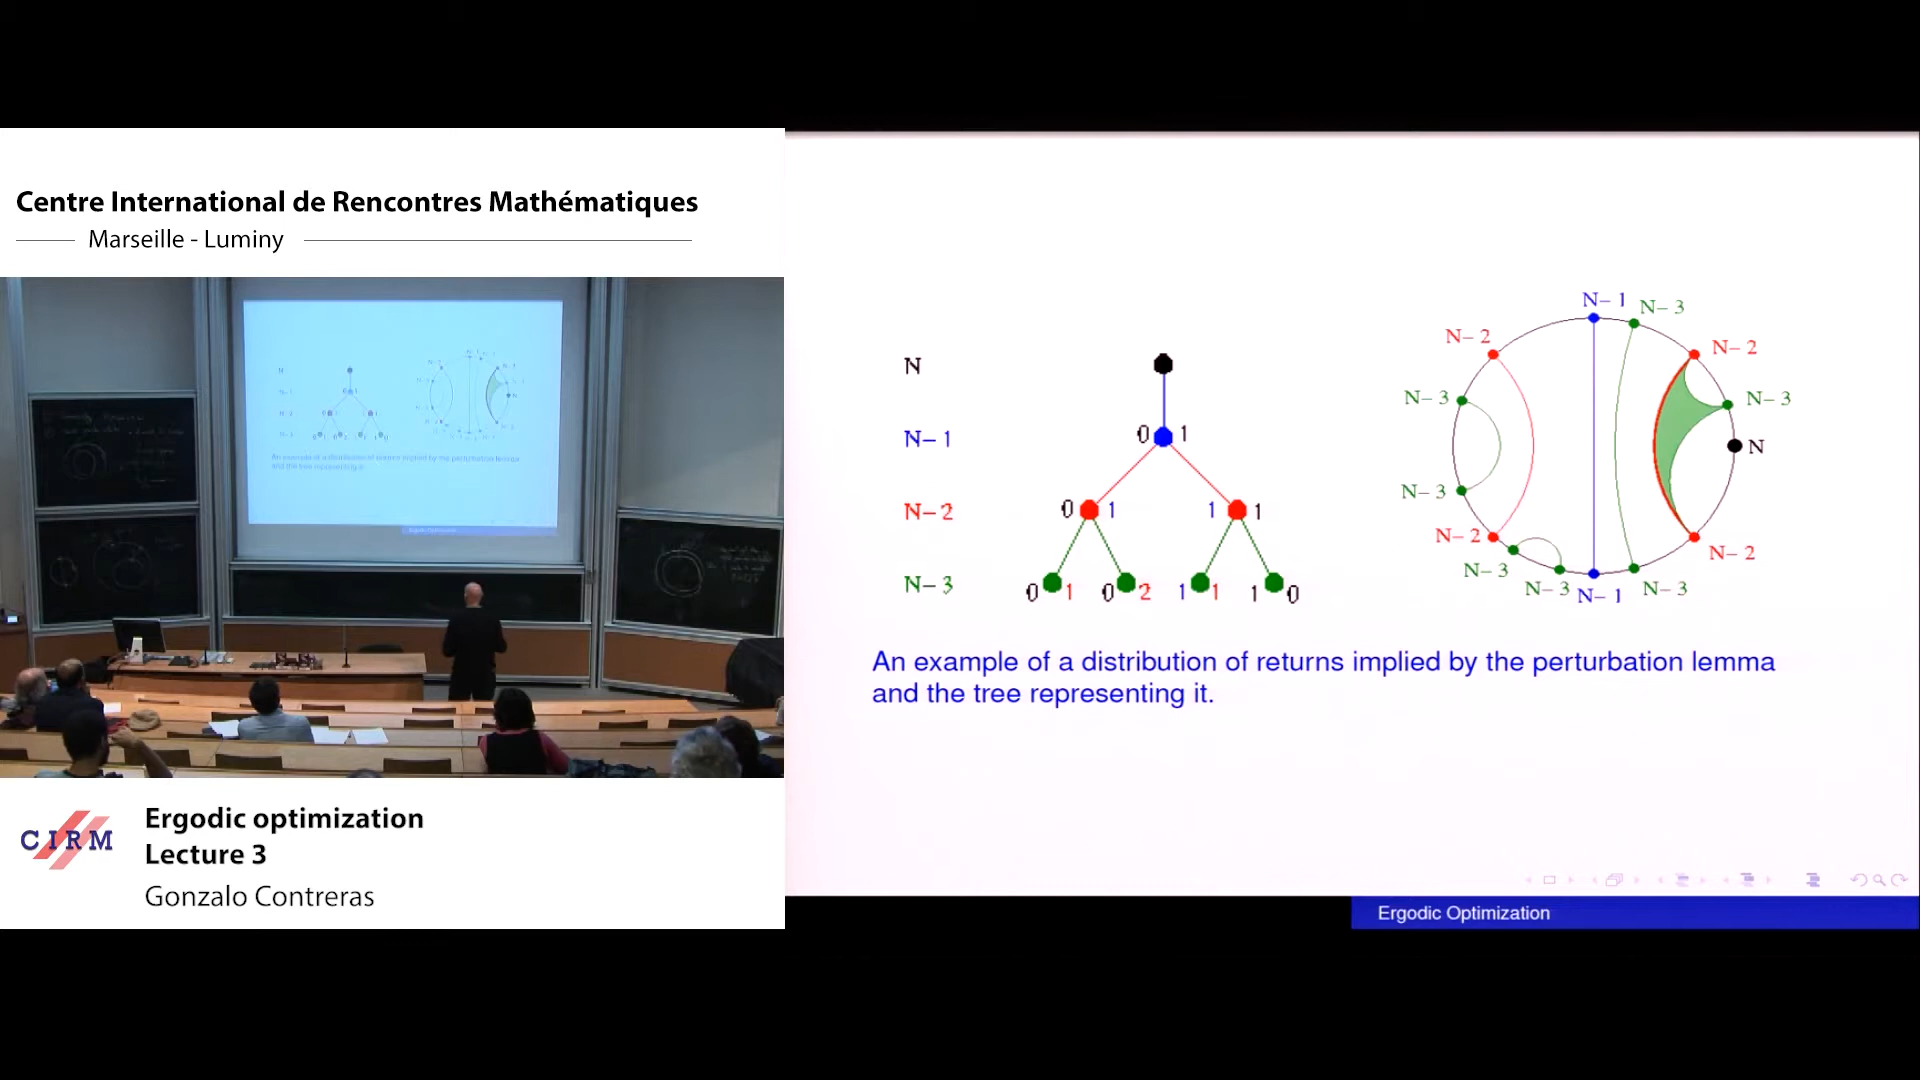 Centre International de Rencontres Mathématiques
Marseille - Luminy
CIRM
Ergodic optimization
Lecture 3
Gonzalo Contreras
N
N-1 0 1
N-2 0 1 1 1
N-3 0 1 0 2 1 1 1 0
N-1 N-3
N-2 N-2
N-3 N-3
N
N-3
N-2 N-2
N-3 N-3 N-1 N-3
An example of a distribution of returns implied by the perturbation lemma
and the tree representing it.
Ergodic Optimization